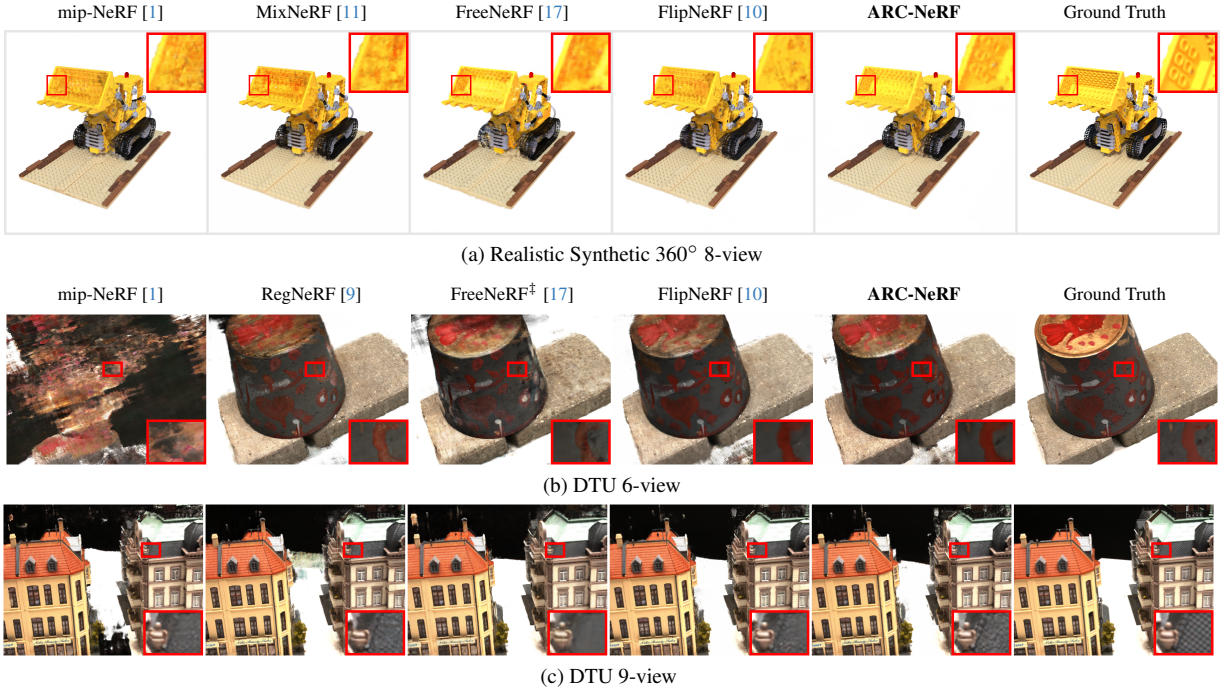 mip-NeRF [1] MixNeRF [11] FreeNeRF [17] FlipNeRF [10] ARC-NeRF Ground Truth
(a) Realistic Synthetic 360° 8-view
mip-NeRF [1] RegNeRF [9] FreeNeRF‡ [17] FlipNeRF [10] ARC-NeRF Ground Truth
(b) DTU 6-view
(c) DTU 9-view